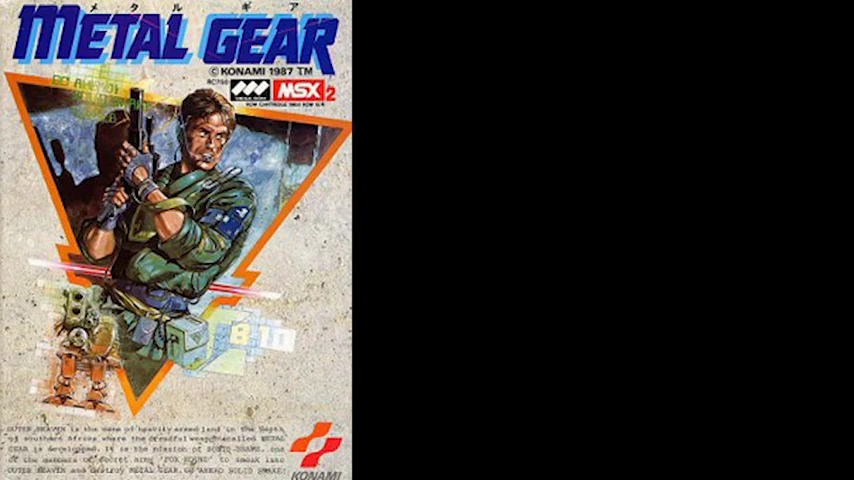 メタルギア
METAL GEAR
© KONAMI 1987 TM
RC750
MSX2
810
OUTER HEAVEN is the name of heavily armed land in the depth
of southern Africa where the dreadful weapon called METAL
GEAR is developed. It is the mission of SOLID-SNAKE, one
of the members of secret army 'FOX HOUND' to sneak into
OUTER HEAVEN and destroy METAL GEAR. GO AHEAD SOLID SNAKE!
KONAMI